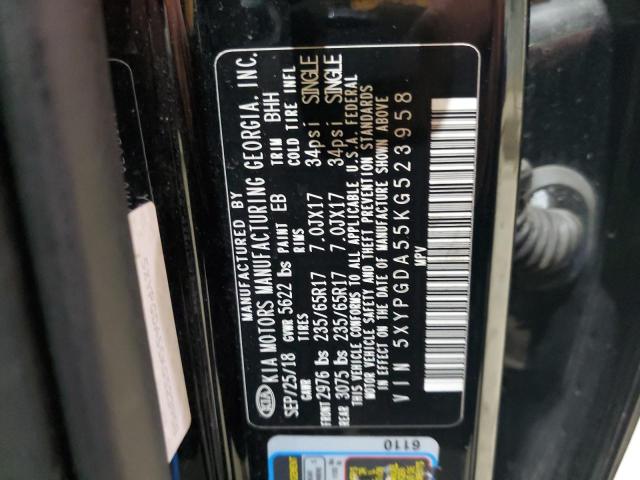 MANUFACTURED BY
KIA KIA MOTORS MANUFACTURING GEORGIA, INC.
SEP/25/18 GVWR 5622 lbs PAINT EB TRIM BHH
GAWR TIRES RIMS COLD TIRE INFL
FRONT 2976 lbs 235/65R17 7.0JX17 34psi SINGLE
REAR 3075 lbs 235/65R17 7.0JX17 34psi SINGLE
THIS VEHICLE CONFORMS TO ALL APPLICABLE U.S.A. FEDERAL
MOTOR VEHICLE SAFETY AND THEFT PREVENTION STANDARDS
IN EFFECT ON THE DATE OF MANUFACTURE SHOWN ABOVE
VIN 5XYPGDA55KG523958
MPV
6110